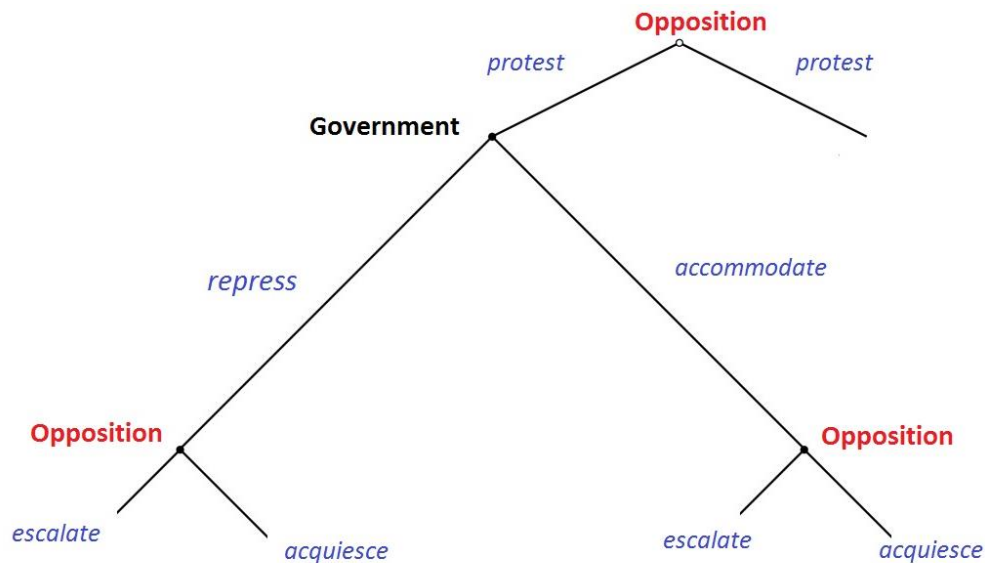 Opposition
protest
protest
Government
repress
accommodate
Opposition
Opposition
escalate
acquiesce
escalate
acquiesce